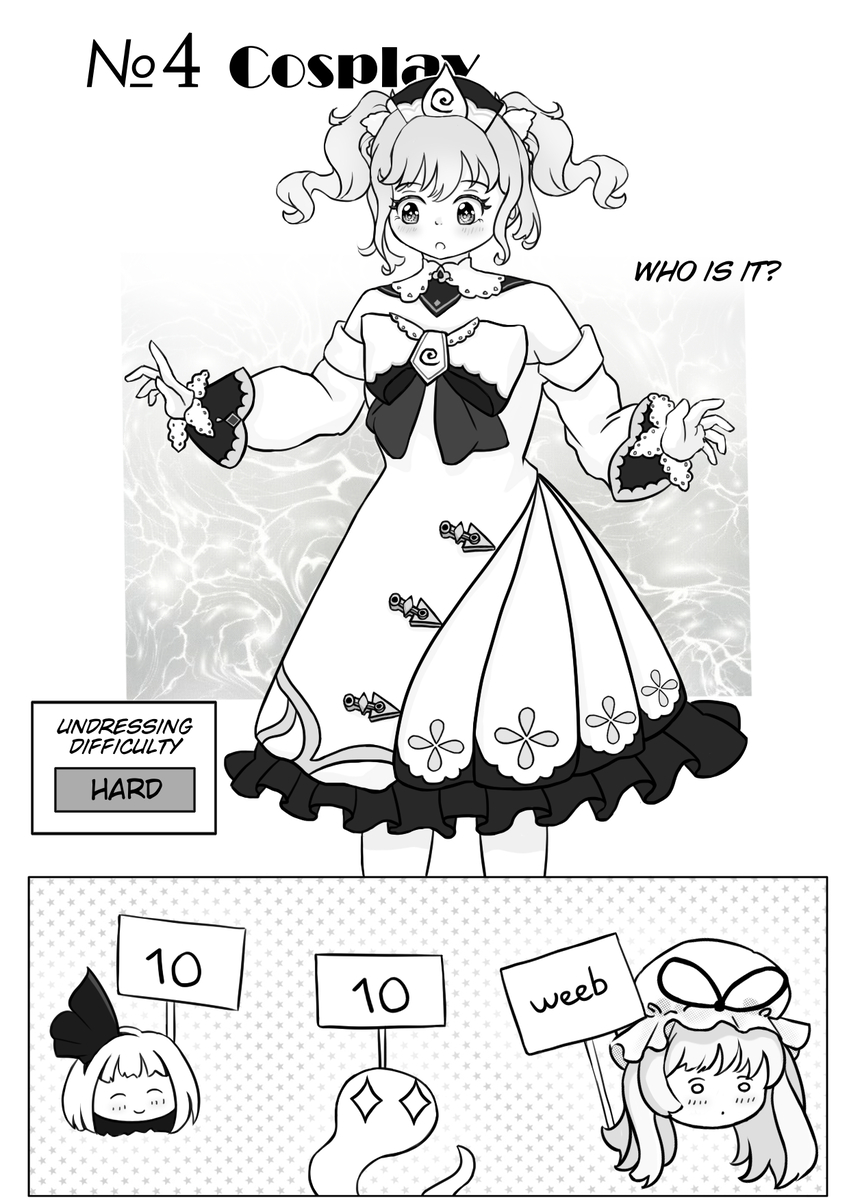 №4 Cosplay
WHO IS IT?
UNDRESSING
DIFFICULTY
HARD
10
10
weeb